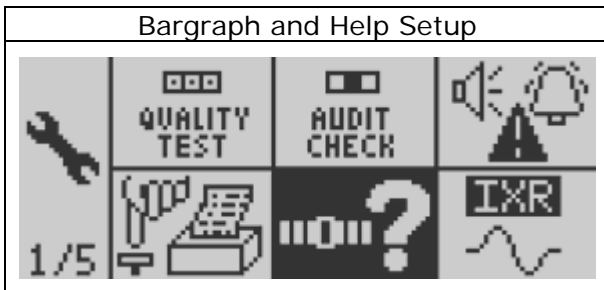 Bargraph and Help Setup
QUALITY
TEST
AUDIT
CHECK
?
IXR
1/5